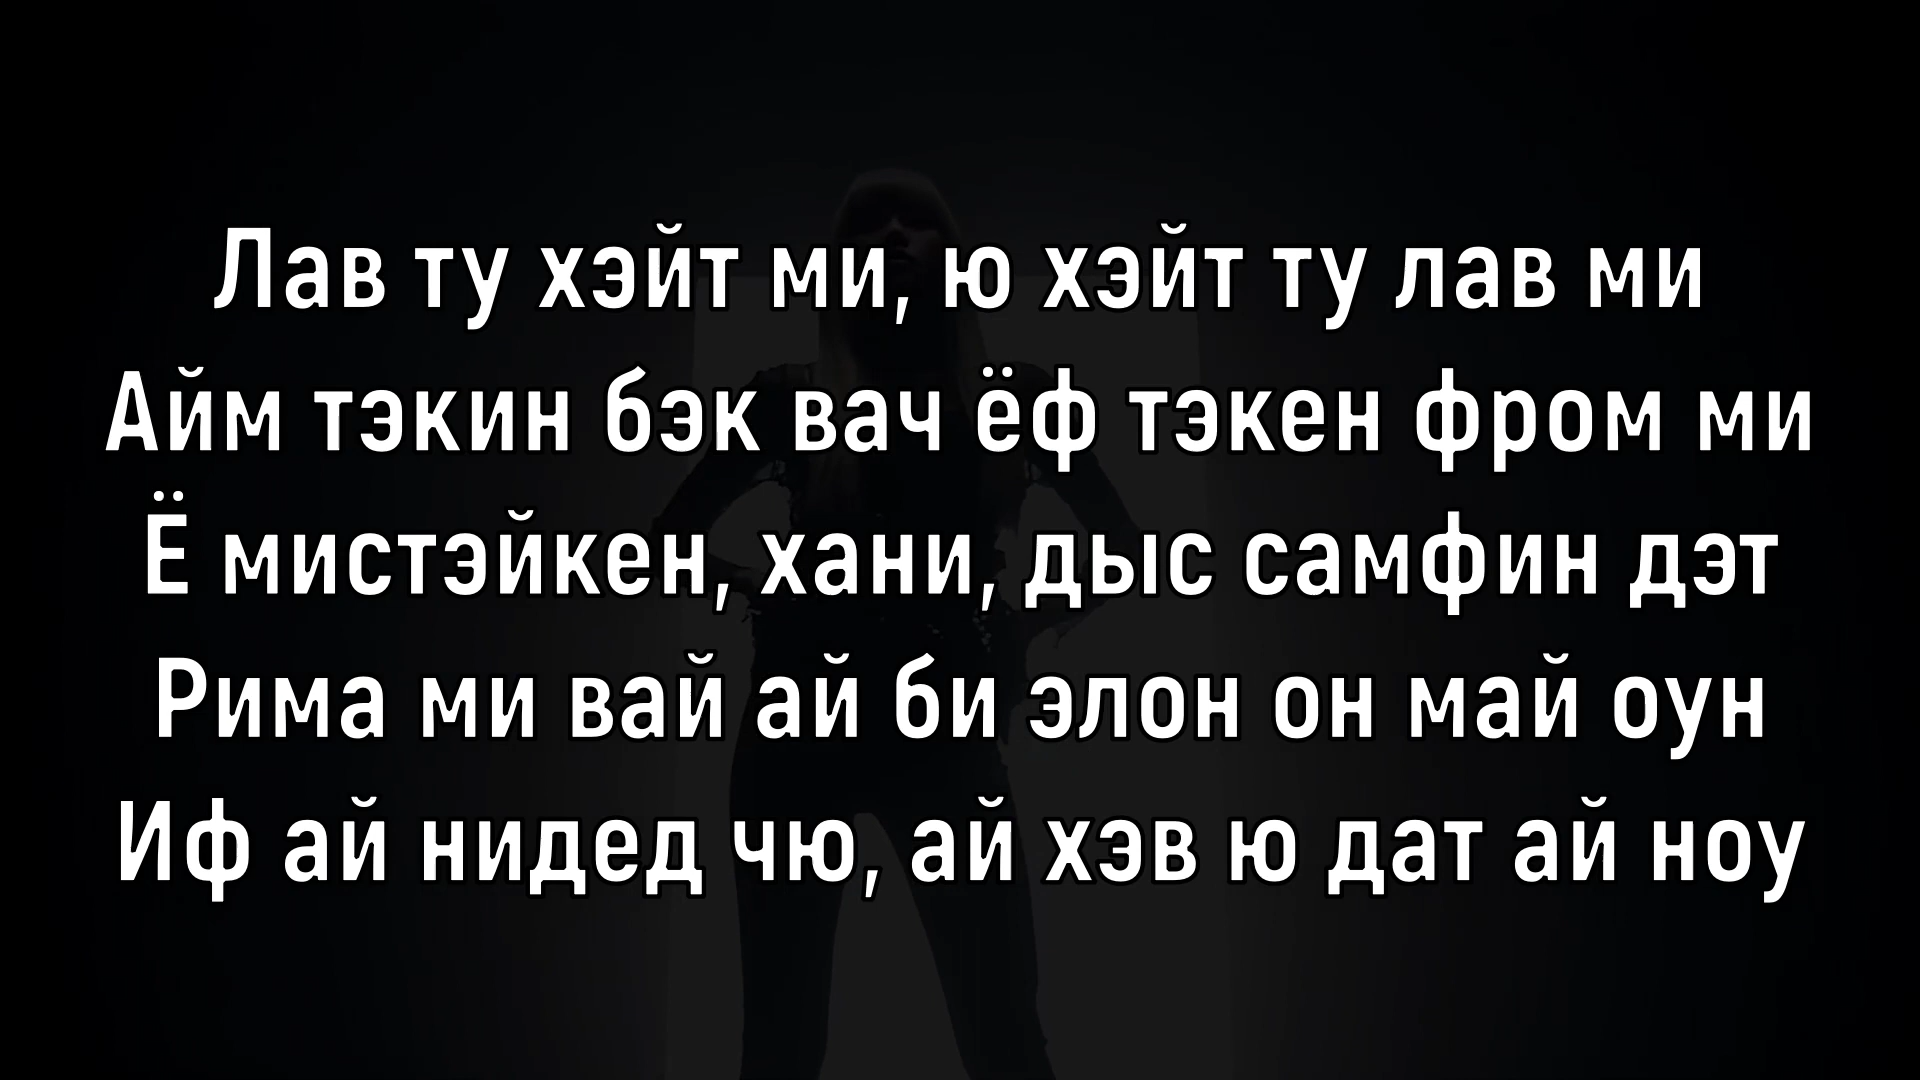 Лав ту хэйт ми, ю хэйт ту лав ми
Айм тэкин бэк вач ёф тэкен фром ми
Ё мистэйкен, хани, дыс самфин дэт
Рима ми вай ай би элон он май оун
Иф ай нидед чю, ай хэв ю дат ай ноу